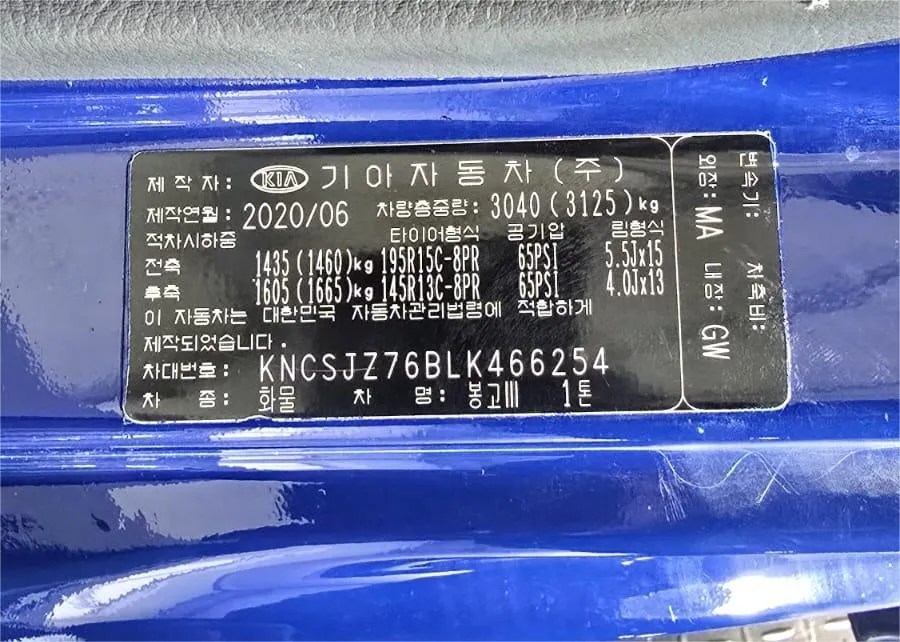 제 작 자: KIA 기아자동차(주)
제작연월: 2020/06 차량총중량: 3040(3125)kg
적차시하중 타이어형식 공기압 림형식
전축 1435(1460)kg 195R15C-8PR 65PSI 5.5Jx15
후축 1605(1665)kg 145R13C-8PR 65PSI 4.0Jx13
이 자동차는 대한민국 자동차관리법령에 적합하게
제작되었습니다.
차대번호: KNCSJZ76BLK466254
차 종: 화물 차 명: 봉고III 1톤
변속기: 차축비:
외장: MA 내장: GW